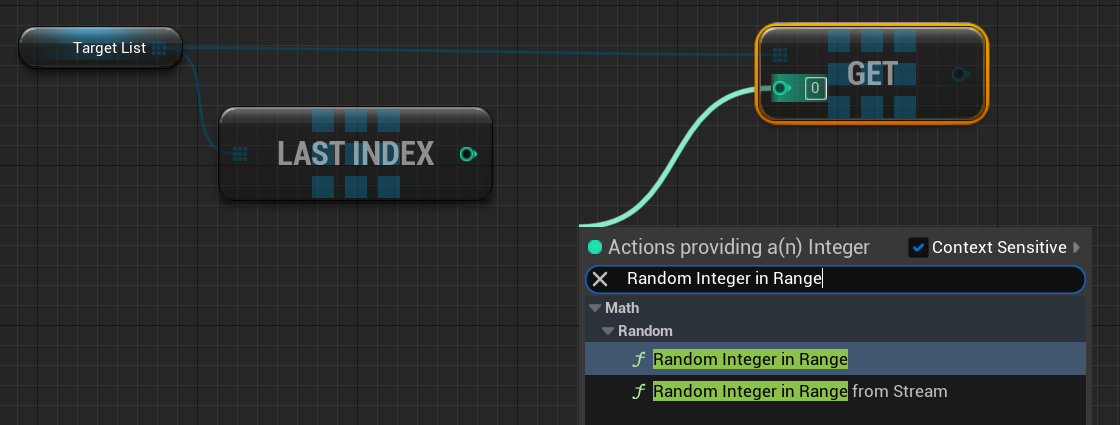 Target List
GET
0
LAST INDEX
Actions providing a(n) Integer
Context Sensitive
Random Integer in Range
Math
Random
f Random Integer in Range
f Random Integer in Range from Stream